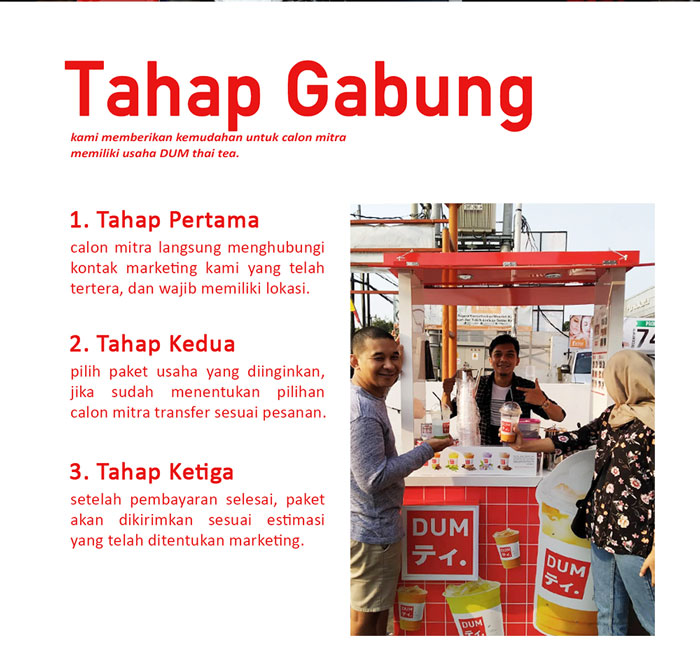 Tahap Gabung
kami memberikan kemudahan untuk calon mitra
memiliki usaha DUM thai tea.
1. Tahap Pertama
calon mitra langsung menghubungi
kontak marketing kami yang telah
tertera, dan wajib memiliki lokasi.
2. Tahap Kedua
pilih paket usaha yang diinginkan,
jika sudah menentukan pilihan
calon mitra transfer sesuai pesanan.
3. Tahap Ketiga
setelah pembayaran selesai, paket
akan dikirimkan sesuai estimasi
yang telah ditentukan marketing.
74
DUM
ティ.
DUM
ティ.
DUM
DUM